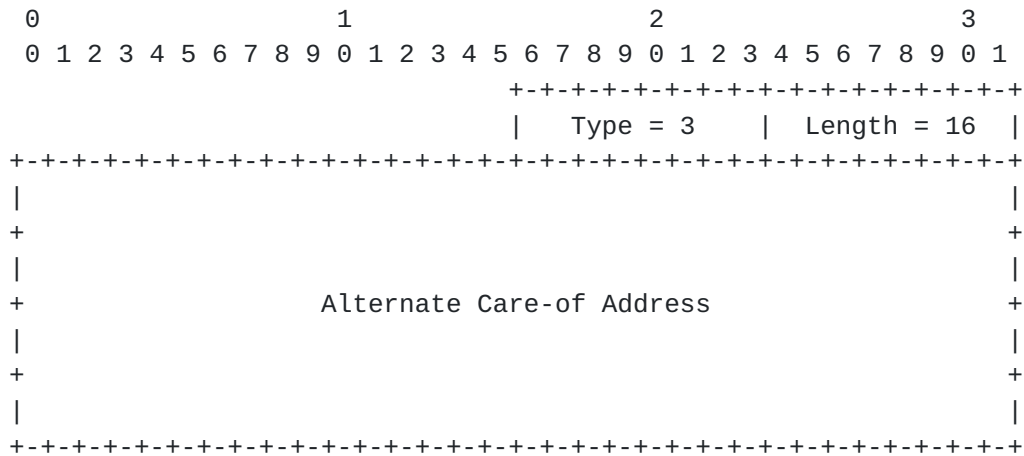 0                   1                   2                   3
 0 1 2 3 4 5 6 7 8 9 0 1 2 3 4 5 6 7 8 9 0 1 2 3 4 5 6 7 8 9 0 1
                                +-+-+-+-+-+-+-+-+-+-+-+-+-+-+-+-+
                                |   Type = 3    |  Length = 16  |
+-+-+-+-+-+-+-+-+-+-+-+-+-+-+-+-+-+-+-+-+-+-+-+-+-+-+-+-+-+-+-+-+
|                                                               |
+                                                               +
|                                                               |
+                   Alternate Care-of Address                   +
|                                                               |
+                                                               +
|                                                               |
+-+-+-+-+-+-+-+-+-+-+-+-+-+-+-+-+-+-+-+-+-+-+-+-+-+-+-+-+-+-+-+-+